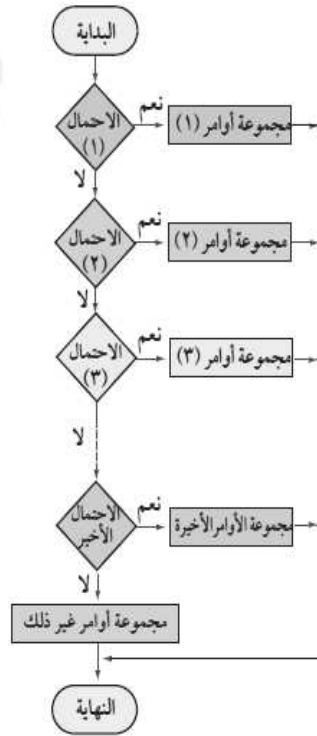 البداية
الاحمال
(١)
نعم
مجموعة أوامر (١)
لا
الاحتمال
(٢)
نعم
مجموعة أوامر (٢)
لا
الاحتمال
(٣)
نعم
مجموعة أوامر (٣)
لا
الاحتمال
الأخير
نعم
مجموعة الأوامر الأخيرة
لا
مجموعة أوامر غير ذلك
النهاية